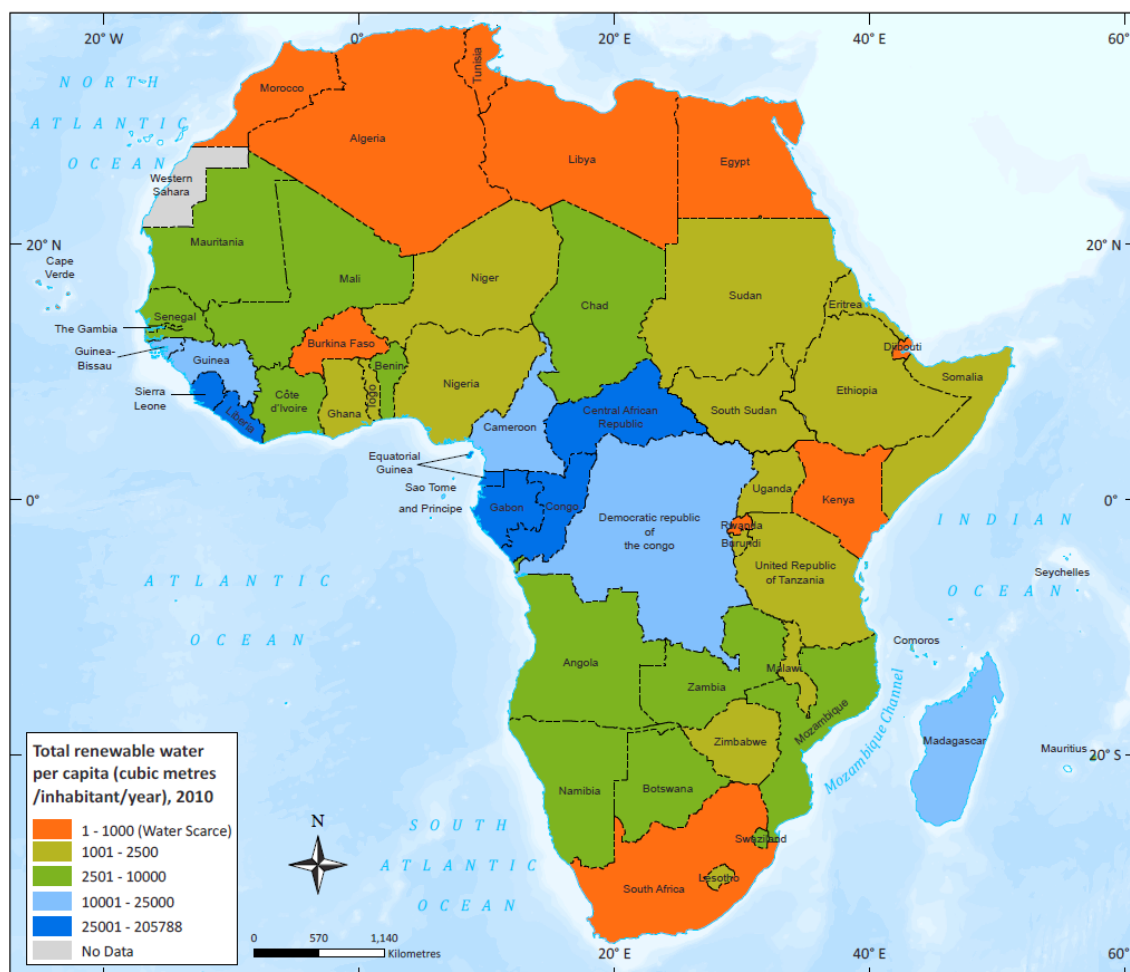 20° W
0°
20° E
40° E
60°
NORTH
ATLANTIC
OCEAN
Morocco
Tunisia
Algeria
Libya
Egypt
Western
Sahara
20° N
20° N
Cape
Verde
Mauritania
Mali
Niger
Chad
Sudan
Eritrea
Senegal
The Gambia
Guinea-
Bissau
Guinea
Sierra
Leone
Liberia
Côte
d'Ivoire
Burkina Faso
Ghana
Togo
Benin
Nigeria
Cameroon
Central African
Republic
South Sudan
Ethiopia
Djibouti
Somalia
Equatorial
Guinea
Sao Tome
and Principe
Gabon
Congo
Democratic republic
of
the congo
Uganda
Kenya
Rwanda
Burundi
United Republic
of Tanzania
0°
0°
INDIAN
OCEAN
Seychelles
ATLANTIC
OCEAN
Comoros
Angola
Zambia
Malawi
Mozambique
Mozambique Channel
Madagascar
Mauritius
Zimbabwe
Namibia
Botswana
20° S
Swaziland
Lesotho
South Africa
SOUTH
ATLANTIC
OCEAN
Total renewable water
per capita (cubic metres
/inhabitant/year), 2010
1 - 1000 (Water Scarce)
1001 - 2500
2501 - 10000
10001 - 25000
25001 - 205788
No Data
N
0 570 1,140
Kilometres
20° W
0°
20° E
40° E
60°